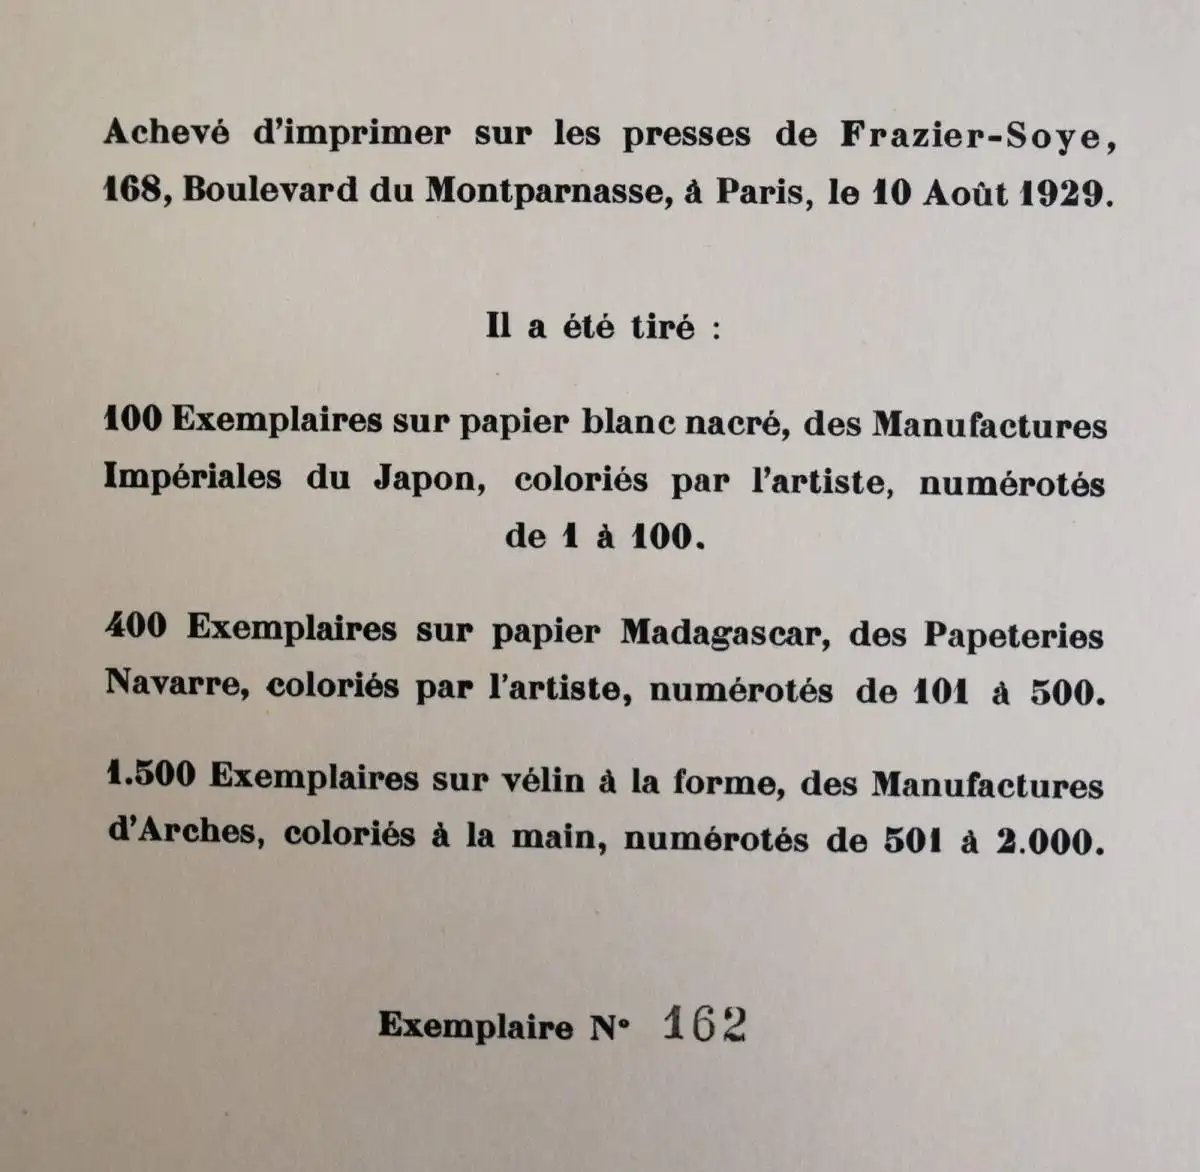 Achevé d'imprimer sur les presses de Frazier-Soye,
168, Boulevard du Montparnasse, à Paris, le 10 Août 1929.
Il a été tiré :
100 Exemplaires sur papier blanc nacré, des Manufactures
Impériales du Japon, coloriés par l'artiste, numérotés
de 1 à 100.
400 Exemplaires sur papier Madagascar, des Papeteries
Navarre, coloriés par l'artiste, numérotés de 101 à 500.
1.500 Exemplaires sur vélin à la forme, des Manufactures
d'Arches, coloriés à la main, numérotés de 501 à 2.000.
Exemplaire N° 162